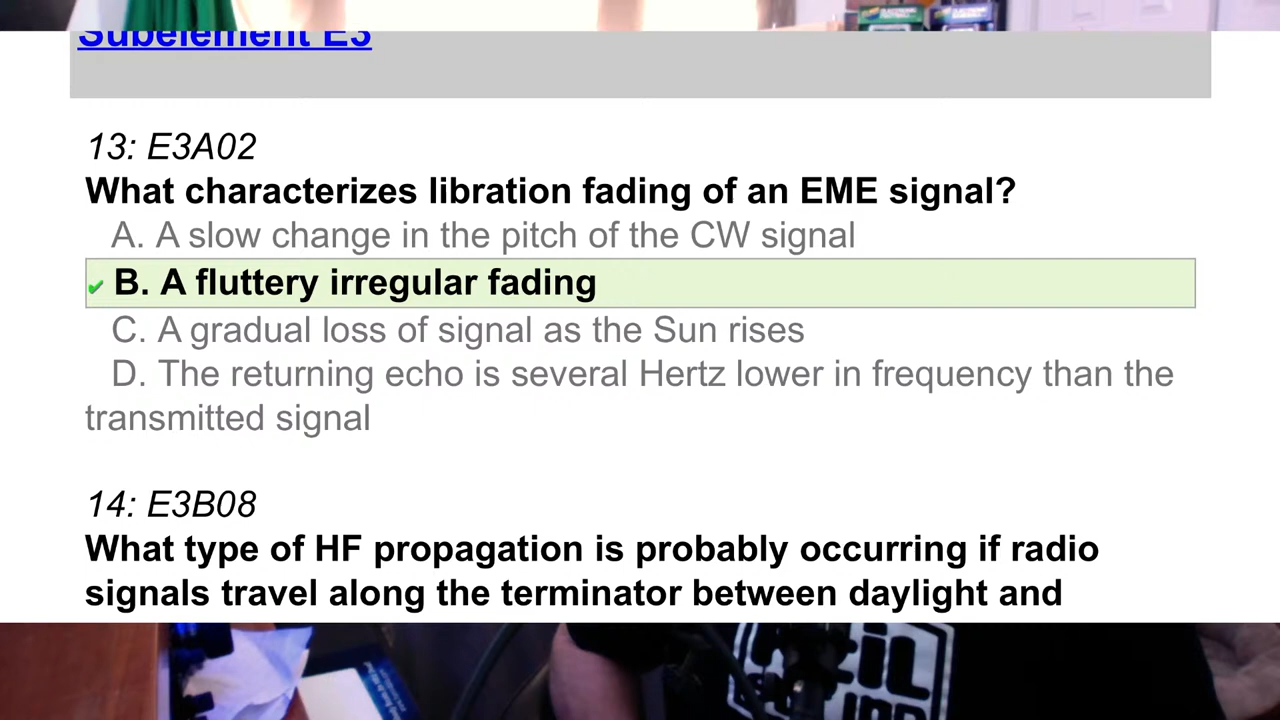 Subelement E3
13: E3A02
What characterizes libration fading of an EME signal?
A. A slow change in the pitch of the CW signal
✔ B. A fluttery irregular fading
C. A gradual loss of signal as the Sun rises
D. The returning echo is several Hertz lower in frequency than the
transmitted signal
14: E3B08
What type of HF propagation is probably occurring if radio
signals travel along the terminator between daylight and